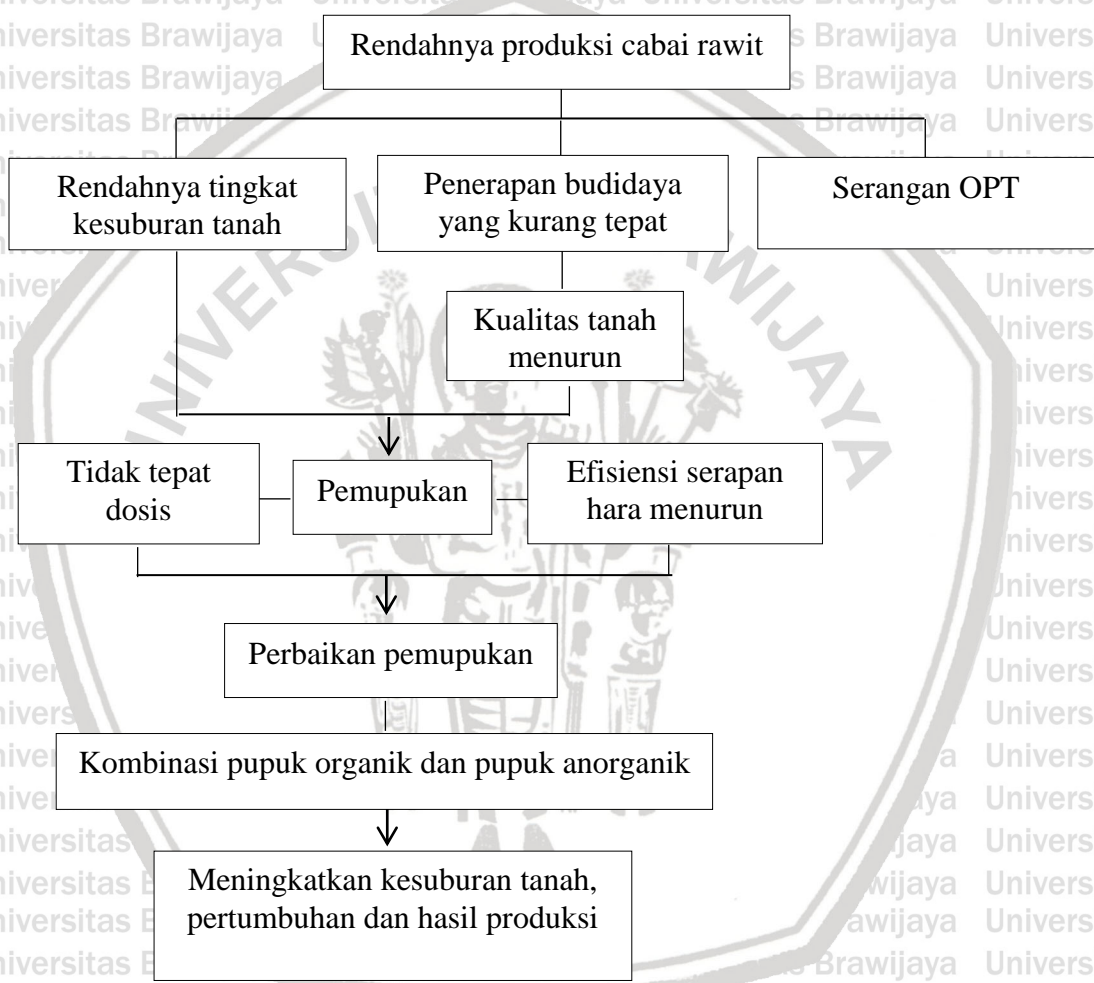 Rendahnya produksi cabai rawit
Rendahnya tingkat
kesuburan tanah
Penerapan budidaya
yang kurang tepat
Serangan OPT
Kualitas tanah
menurun
Tidak tepat
dosis
Pemupukan
Efisiensi serapan
hara menurun
Perbaikan pemupukan
Kombinasi pupuk organik dan pupuk anorganik
Meningkatkan kesuburan tanah,
pertumbuhan dan hasil produksi